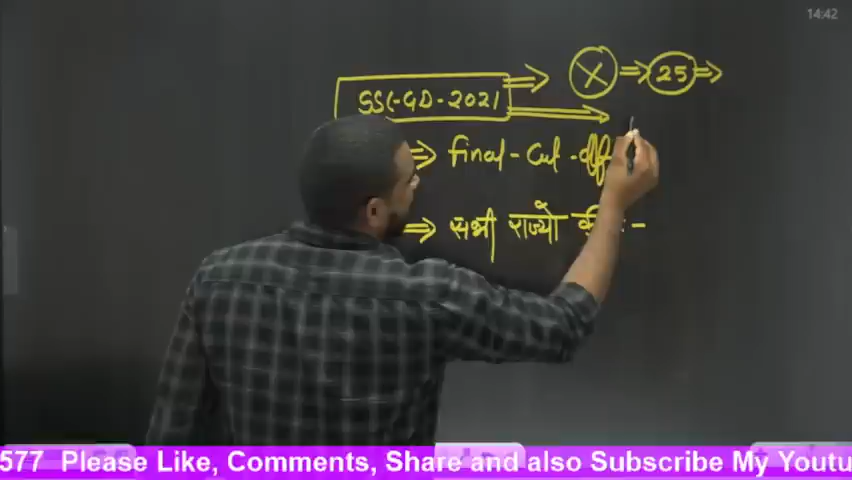 14:42
X ⇒ 25 ⇒
SSC-GD-2021
⇒ final-cut-off
⇒ सभी राज्यो की :-
577 Please Like, Comments, Share and also Subscribe My Youtu